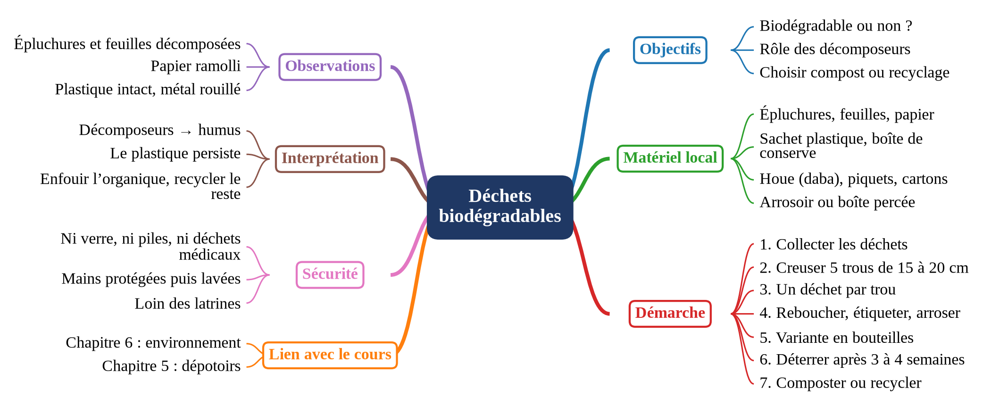 Déchets
biodégradables
Objectifs
Biodégradable ou non ?
Rôle des décomposeurs
Choisir compost ou recyclage
Matériel local
Épluchures, feuilles, papier
Sachet plastique, boîte de
conserve
Houe (daba), piquets, cartons
Arrosoir ou boîte percée
Démarche
1. Collecter les déchets
2. Creuser 5 trous de 15 à 20 cm
3. Un déchet par trou
4. Reboucher, étiqueter, arroser
5. Variante en bouteilles
6. Déterrer après 3 à 4 semaines
7. Composter ou recycler
Observations
Épluchures et feuilles décomposées
Papier ramolli
Plastique intact, métal rouillé
Interprétation
Décomposeurs → humus
Le plastique persiste
Enfouir l’organique, recycler le
reste
Sécurité
Ni verre, ni piles, ni déchets
médicaux
Mains protégées puis lavées
Loin des latrines
Lien avec le cours
Chapitre 6 : environnement
Chapitre 5 : dépotoirs